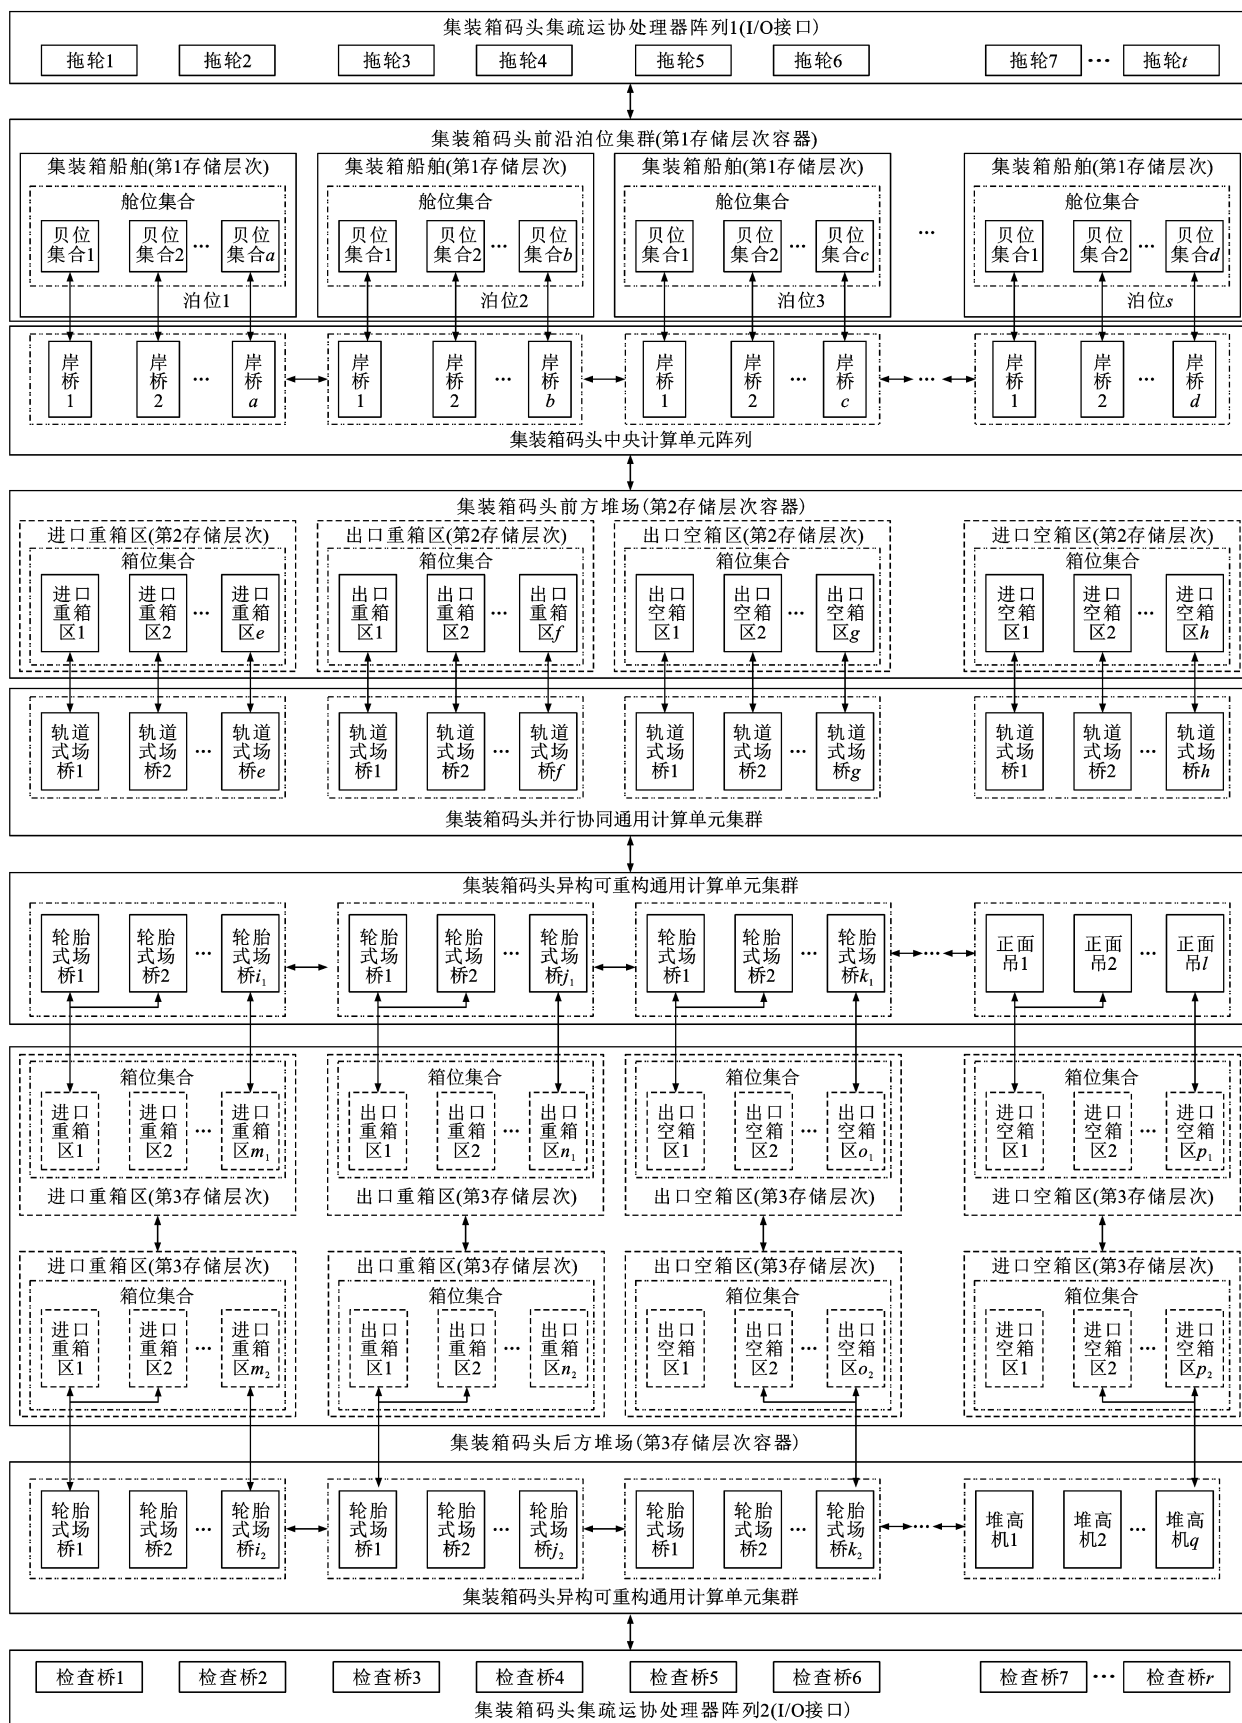 集装箱码头集疏运协处理器阵列1(I/O接口)
拖轮1 拖轮2 拖轮3 拖轮4 拖轮5 拖轮6 拖轮7 … 拖轮t
集装箱码头前沿泊位集群(第1存储层次容器)
集装箱船舶(第1存储层次) 集装箱船舶(第1存储层次) 集装箱船舶(第1存储层次) 集装箱船舶(第1存储层次)
舱位集合 舱位集合 舱位集合 舱位集合
贝位 贝位 贝位 贝位 贝位 贝位 贝位 贝位 贝位 贝位 贝位 贝位
集合1 集合2 … 集合a 集合1 集合2 … 集合b 集合1 集合2 … 集合c … 集合1 集合2 … 集合d
泊位1 泊位2 泊位3 泊位s
岸 岸 岸 岸 岸 岸 岸 岸 岸 岸 岸 岸
桥 桥 … 桥 桥 桥 … 桥 桥 桥 … 桥 … 桥 桥 … 桥
1 2 a 1 2 b 1 2 c 1 2 d
集装箱码头中央计算单元阵列
集装箱码头前方堆场(第2存储层次容器)
进口重箱区(第2存储层次) 出口重箱区(第2存储层次) 出口空箱区(第2存储层次) 进口空箱区(第2存储层次)
箱位集合 箱位集合 箱位集合 箱位集合
进口 进口 进口 出口 出口 出口 出口 出口 出口 进口 进口 进口
重箱 重箱 … 重箱 重箱 重箱 … 重箱 空箱 空箱 … 空箱 空箱 空箱 … 空箱
区1 区2 区e 区1 区2 区f 区1 区2 区g 区1 区2 区h
轨道 轨道 轨道 轨道 轨道 轨道 轨道 轨道 轨道 轨道 轨道 轨道
式场 式场 … 式场 式场 式场 … 式场 式场 式场 … 式场 式场 式场 … 式场
桥1 桥2 桥e 桥1 桥2 桥f 桥1 桥2 桥g 桥1 桥2 桥h
集装箱码头并行协同通用计算单元集群
集装箱码头异构可重构通用计算单元集群
轮胎 轮胎 轮胎 轮胎 轮胎 轮胎 轮胎 轮胎 轮胎 正面 正面 正面
式场 式场 … 式场 式场 式场 … 式场 式场 式场 … 式场 … 吊1 吊2 … 吊l
桥1 桥2 桥i₁ 桥1 桥2 桥j₁ 桥1 桥2 桥k₁
箱位集合 箱位集合 箱位集合 箱位集合
进口 进口 进口 出口 出口 出口 出口 出口 出口 进口 进口 进口
重箱 重箱 … 重箱 重箱 重箱 … 重箱 空箱 空箱 … 空箱 空箱 空箱 … 空箱
区1 区2 区m₁ 区1 区2 区n₁ 区1 区2 区o₁ 区1 区2 区p₁
进口重箱区(第3存储层次) 出口重箱区(第3存储层次) 出口空箱区(第3存储层次) 进口空箱区(第3存储层次)
进口重箱区(第3存储层次) 出口重箱区(第3存储层次) 出口空箱区(第3存储层次) 进口空箱区(第3存储层次)
箱位集合 箱位集合 箱位集合 箱位集合
进口 进口 进口 出口 出口 出口 出口 出口 出口 进口 进口 进口
重箱 重箱 … 重箱 重箱 重箱 … 重箱 空箱 空箱 … 空箱 空箱 空箱 … 空箱
区1 区2 区m₂ 区1 区2 区n₂ 区1 区2 区o₂ 区1 区2 区p₂
集装箱码头后方堆场(第3存储层次容器)
轮胎 轮胎 轮胎 轮胎 轮胎 轮胎 轮胎 轮胎 轮胎 堆高 堆高 堆高
式场 式场 … 式场 式场 式场 … 式场 式场 式场 … 式场 … 机1 机2 … 机q
桥1 桥2 桥i₂ 桥1 桥2 桥j₂ 桥1 桥2 桥k₂
集装箱码头异构可重构通用计算单元集群
检查桥1 检查桥2 检查桥3 检查桥4 检查桥5 检查桥6 检查桥7 … 检查桥r
集装箱码头集疏运协处理器阵列2(I/O接口)